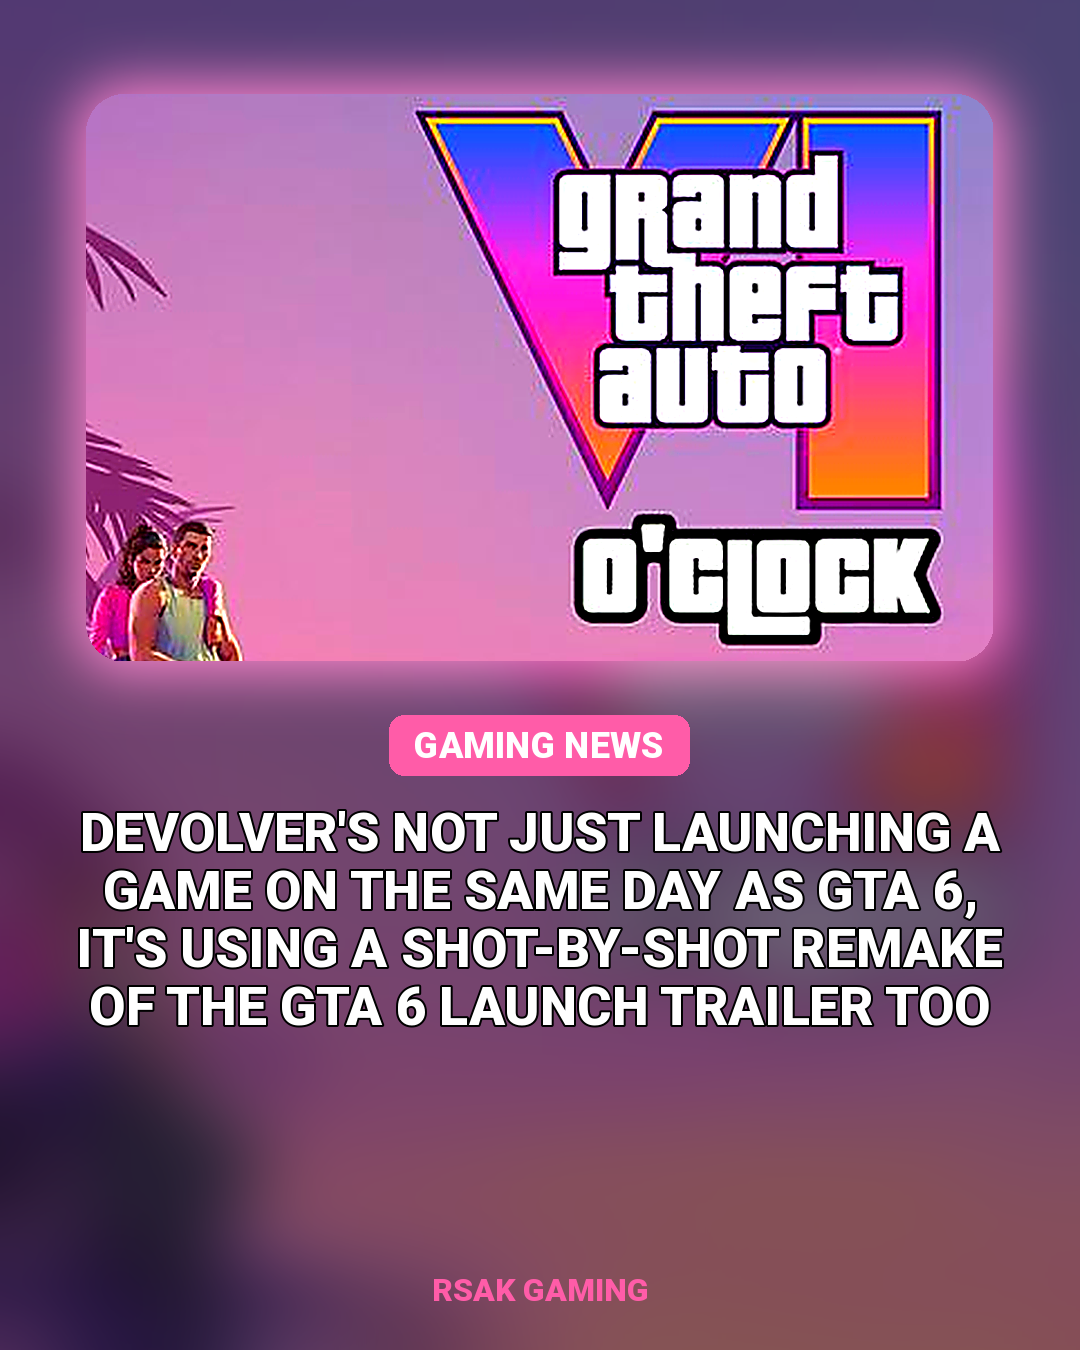 VI
grand
theft
auto
O'CLOCK
GAMING NEWS
DEVOLVER'S NOT JUST LAUNCHING A
GAME ON THE SAME DAY AS GTA 6,
IT'S USING A SHOT-BY-SHOT REMAKE
OF THE GTA 6 LAUNCH TRAILER TOO
RSAK GAMING